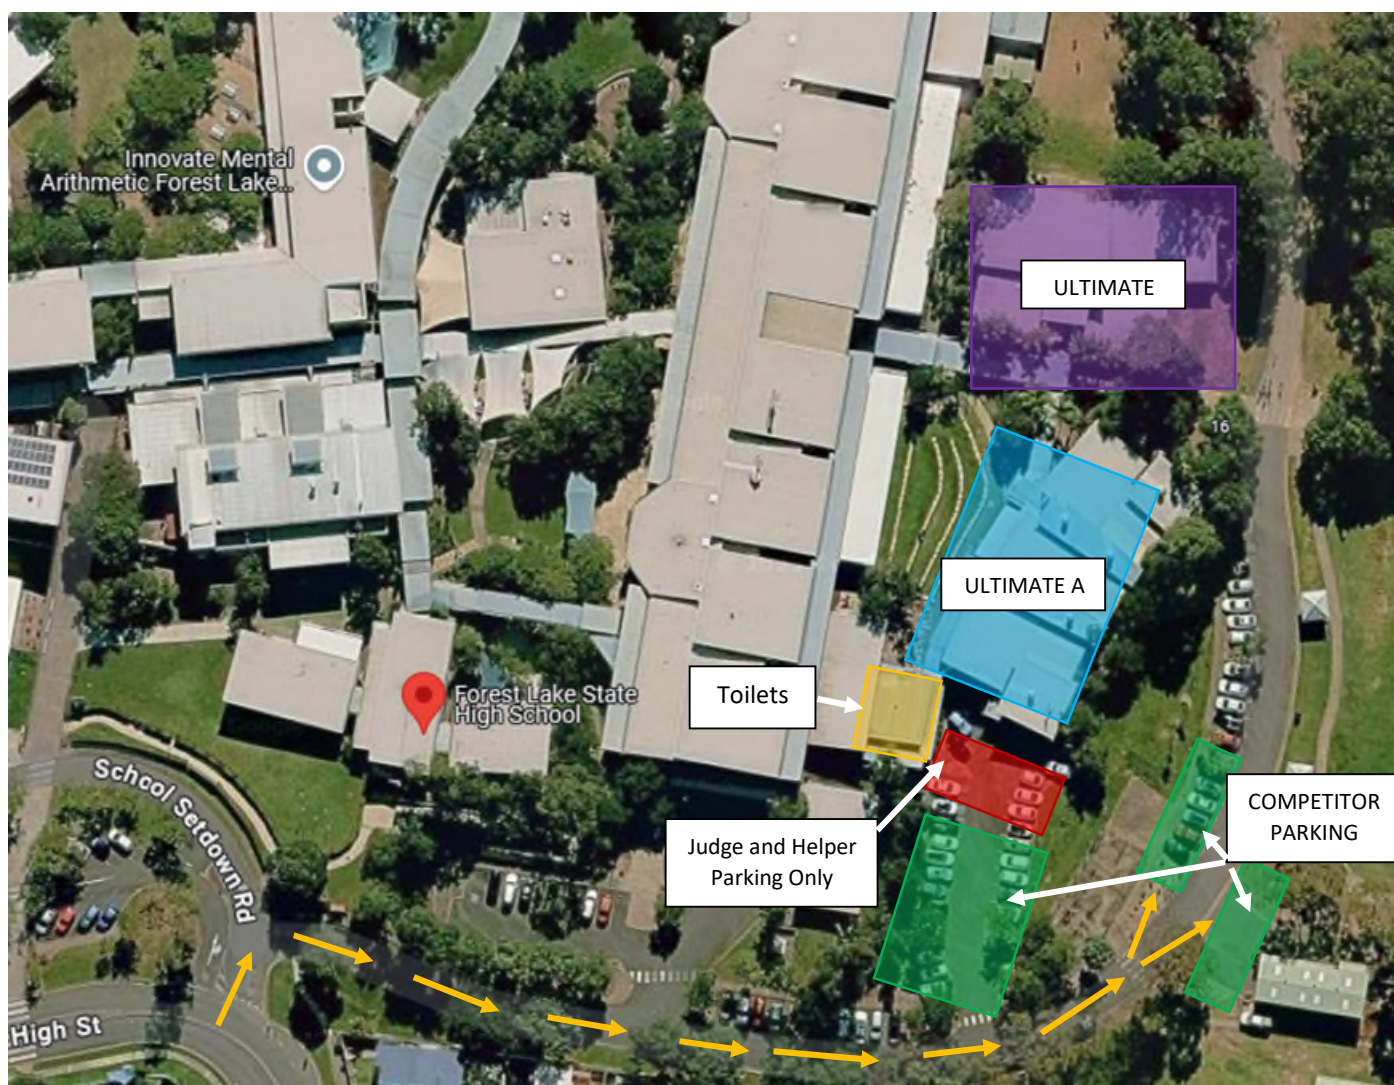 Innovate Mental
Arithmetic Forest Lake...
ULTIMATE
16
ULTIMATE A
Toilets
Forest Lake State
High School
School Setdown Rd
COMPETITOR
PARKING
Judge and Helper
Parking Only
High St